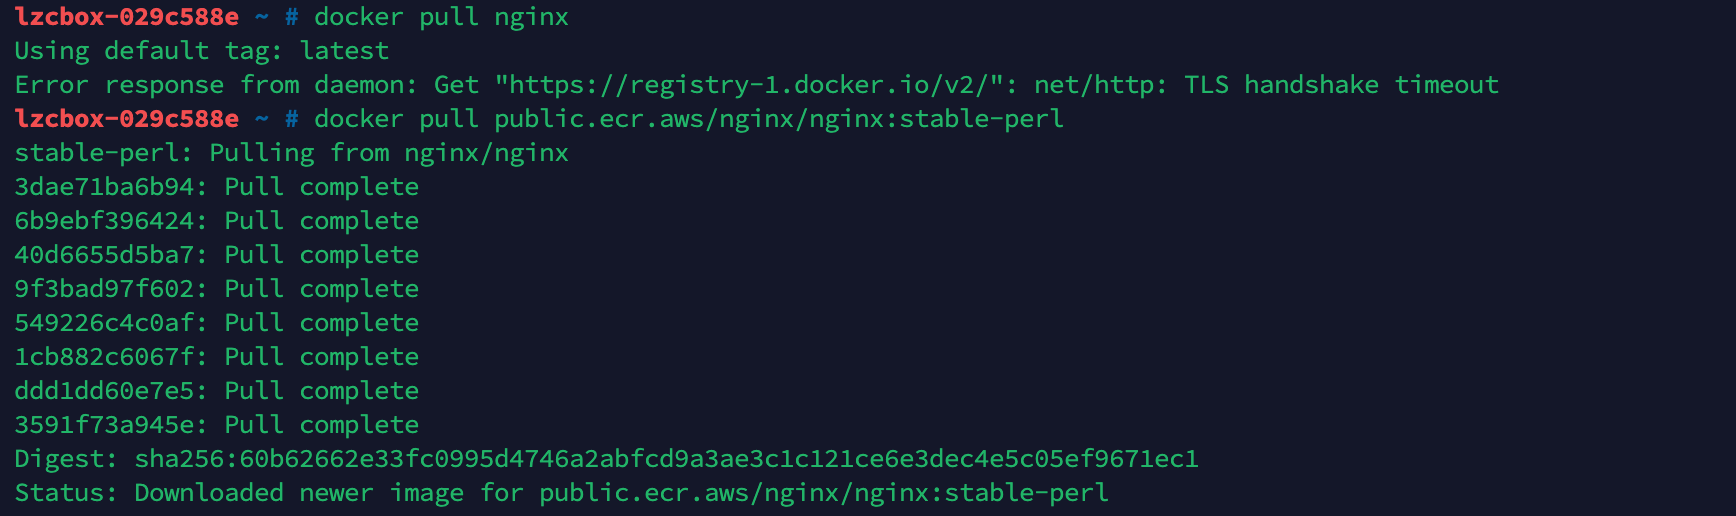 lzcbox-029c588e ~ # docker pull nginx
Using default tag: latest
Error response from daemon: Get "https://registry-1.docker.io/v2/": net/http: TLS handshake timeout
lzcbox-029c588e ~ # docker pull public.ecr.aws/nginx/nginx:stable-perl
stable-perl: Pulling from nginx/nginx
3dae71ba6b94: Pull complete
6b9ebf396424: Pull complete
40d6655d5ba7: Pull complete
9f3bad97f602: Pull complete
549226c4c0af: Pull complete
1cb882c6067f: Pull complete
ddd1dd60e7e5: Pull complete
3591f73a945e: Pull complete
Digest: sha256:60b62662e33fc0995d4746a2abfcd9a3ae3c1c121ce6e3dec4e5c05ef9671ec1
Status: Downloaded newer image for public.ecr.aws/nginx/nginx:stable-perl